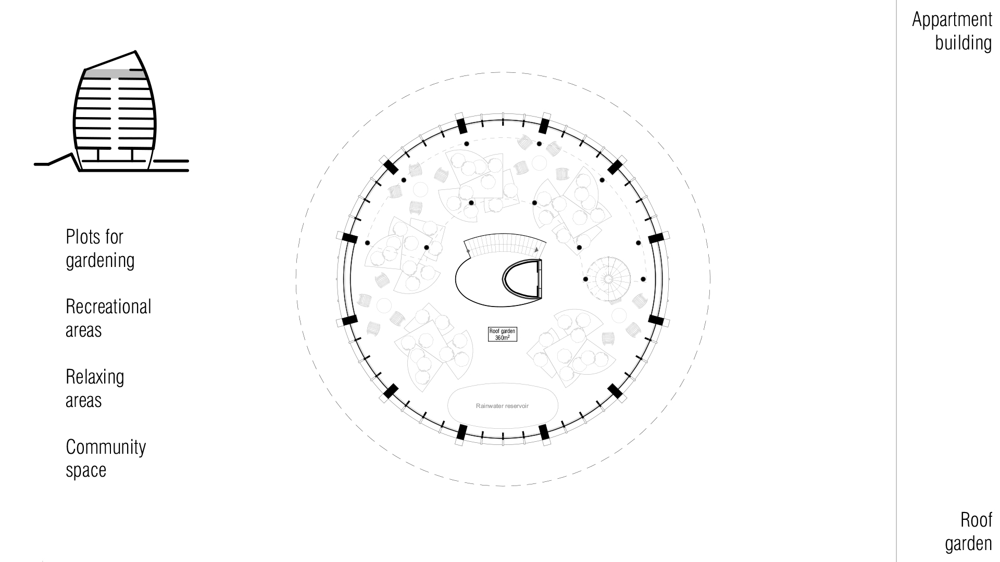 Appartment
building
Plots for
gardening
Recreational
areas
Relaxing
areas
Community
space
Roof garden
360m²
Rainwater reservoir
Roof
garden